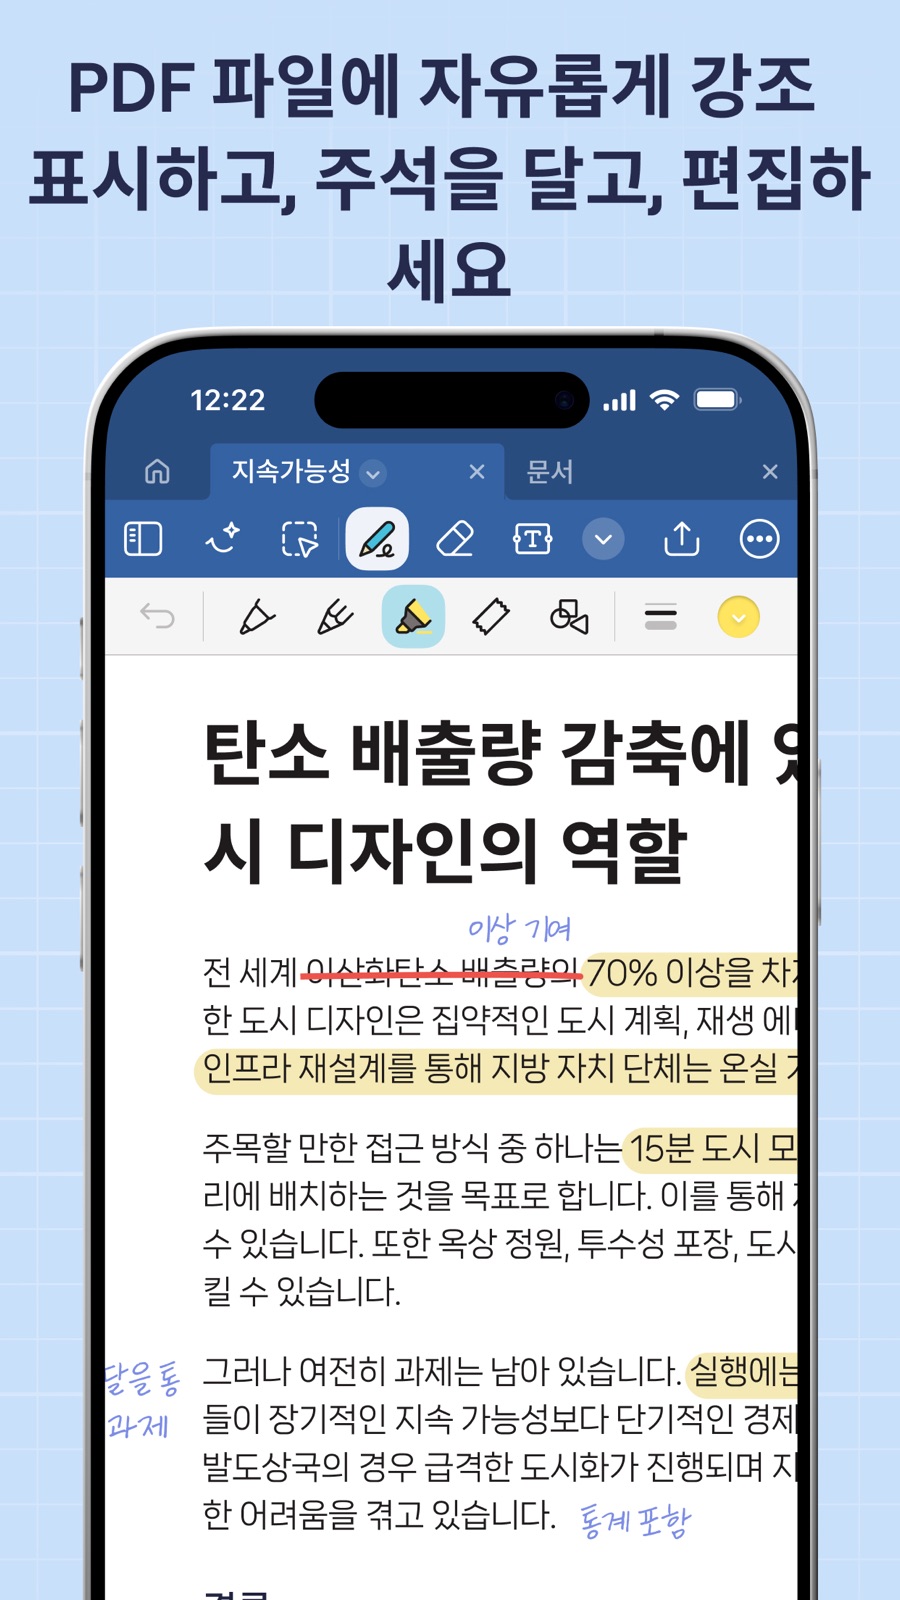 PDF 파일에 자유롭게 강조
표시하고, 주석을 달고, 편집하
세요
12:22
지속가능성
문서
탄소 배출량 감축에
시 디자인의 역할
이상 기여
전 세계 이산화탄소 배출량의 70% 이상을
한 도시 디자인은 집약적인 도시 계획, 재생
인프라 재설계를 통해 지방 자치 단체는 온실
주목할 만한 접근 방식 중 하나는 15분 도시 모
리에 배치하는 것을 목표로 합니다. 이를 통해
수 있습니다. 또한 옥상 정원, 투수성 포장, 도시
킬 수 있습니다.
달을 통
과제
그러나 여전히 과제는 남아 있습니다. 실행에는
들이 장기적인 지속 가능성보다 단기적인 경제
발도상국의 경우 급격한 도시화가 진행되며 지
한 어려움을 겪고 있습니다.
통계 포함